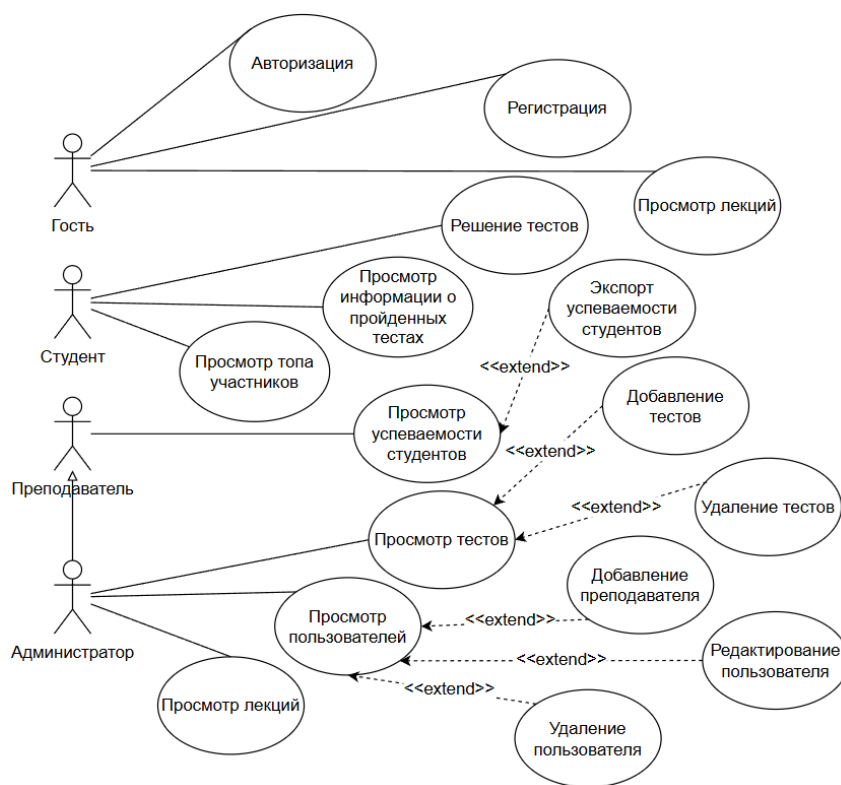 Авторизация
Регистрация
Гость
Просмотр лекций
Решение тестов
Просмотр
информации о
пройденных
тестах
Экспорт
успеваемости
студентов
Студент
Просмотр топа
участников
<<extend>>
Добавление
тестов
Просмотр
успеваемости
студентов
<<extend>>
Преподаватель
<<extend>>
Удаление тестов
Просмотр тестов
Добавление
преподавателя
Просмотр
пользователей
<<extend>>
Администратор
Редактирование
пользователя
<<extend>>
<<extend>>
Просмотр лекций
Удаление
пользователя